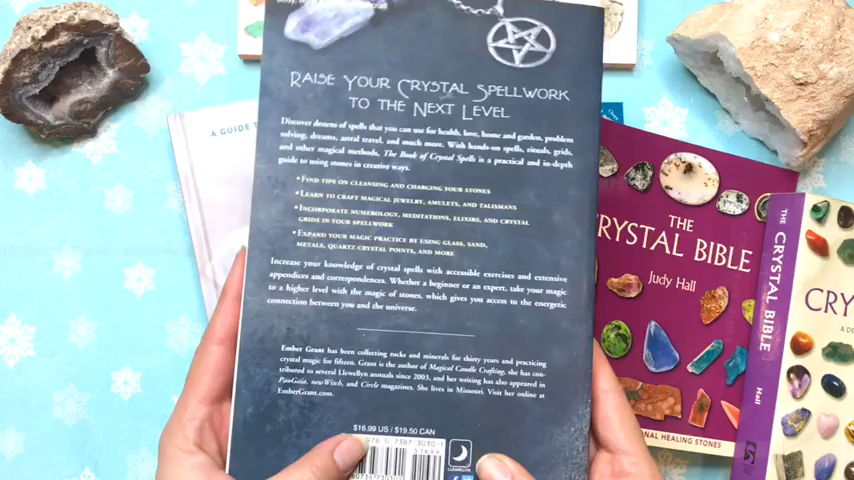 RAISE YOUR CRYSTAL SPELLWORK
TO THE NEXT LEVEL
Discover dozens of spells that you can use for health, love, home and garden, problem
solving, dreams, astral travel, and much more. With hands-on spells, rituals, grids,
and other magical methods, The Book of Crystal Spells is a practical and in-depth
guide to using stones in creative ways.
• FIND TIPS ON CLEANSING AND CHARGING YOUR STONES
• LEARN TO CRAFT MAGICAL JEWELRY, AMULETS, AND TALISMANS
• INCORPORATE NUMEROLOGY, MEDITATIONS, ELIXIRS, AND CRYSTAL
GRIDS IN YOUR SPELLWORK
• EXPAND YOUR MAGIC PRACTICE BY USING GLASS, SAND,
METALS, QUARTZ CRYSTAL POINTS, AND MORE
Increase your knowledge of crystal spells with accessible exercises and extensive
appendices and correspondences. Whether a beginner or an expert, take your magic
to a higher level with the magic of stones, which gives you access to the energetic
connection between you and the universe.
Ember Grant has been collecting rocks and minerals for thirty years and practicing
crystal magic for fifteen. Grant is the author of Magical Candle Crafting, she has con-
tributed to several Llewellyn annuals since 2003, and her writing has also appeared in
PanGaia, newWitch, and Circle magazines. She lives in Missouri. Visit her online at
EmberGrant.com.
$16.99 US / $19.50 CAN
978 0 7387 3030 1
51699
LLEWELLYN
A GUIDE
THE
CRYSTAL BIBLE
Judy Hall
HEALING STONES
THE CRYSTAL BIBLE
Hall
CRY